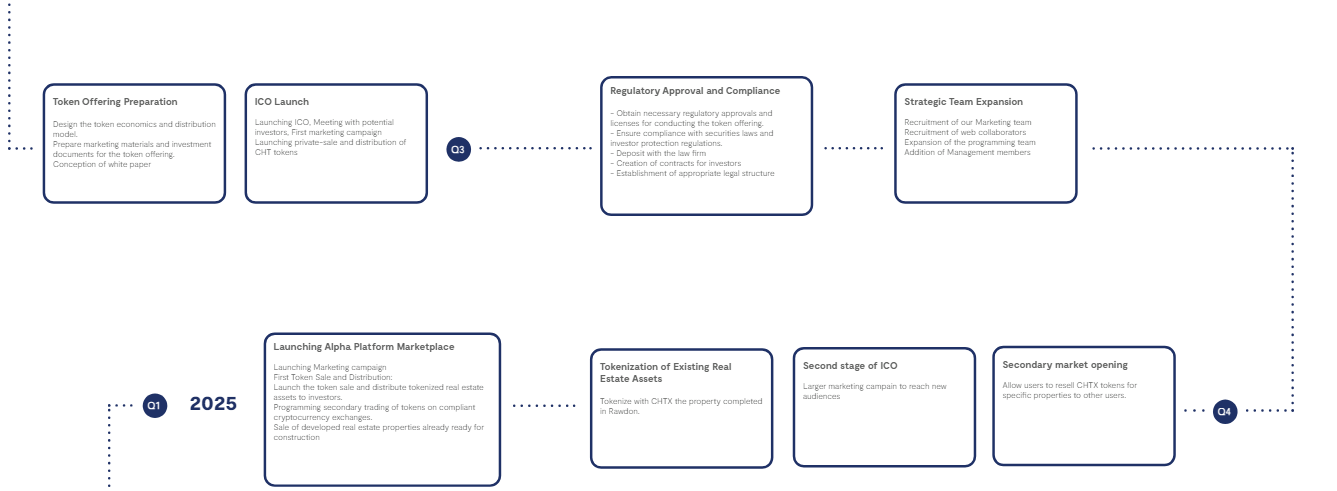 Token Offering Preparation
Design the token economics and distribution
model.
Prepare marketing materials and investment
documents for the token offering.
Conception of white paper
ICO Launch
Launching ICO, Meeting with potential
investors, First marketing campaign
Launching private-sale and distribution of
CHT tokens
Q3
Regulatory Approval and Compliance
- Obtain necessary regulatory approvals and
licenses for conducting the token offering.
- Ensure compliance with securities laws and
investor protection regulations.
- Deposit with the law firm
- Creation of contracts for investors
- Establishment of appropriate legal structure
Strategic Team Expansion
Recruitment of our Marketing team
Recruitment of web collaborators
Expansion of the programming team
Addition of Management members
Q1
2025
Launching Alpha Platform Marketplace
Launching Marketing campaign
First Token Sale and Distribution:
Launch the token sale and distribute tokenized real estate
assets to investors.
Programming secondary trading of tokens on compliant
cryptocurrency exchanges.
Sale of developed real estate properties already ready for
construction
Tokenization of Existing Real
Estate Assets
Tokenize with CHTX the property completed
in Rawdon.
Second stage of ICO
Larger marketing campain to reach new
audiences
Secondary market opening
Allow users to resell CHTX tokens for
specific properties to other users.
Q4